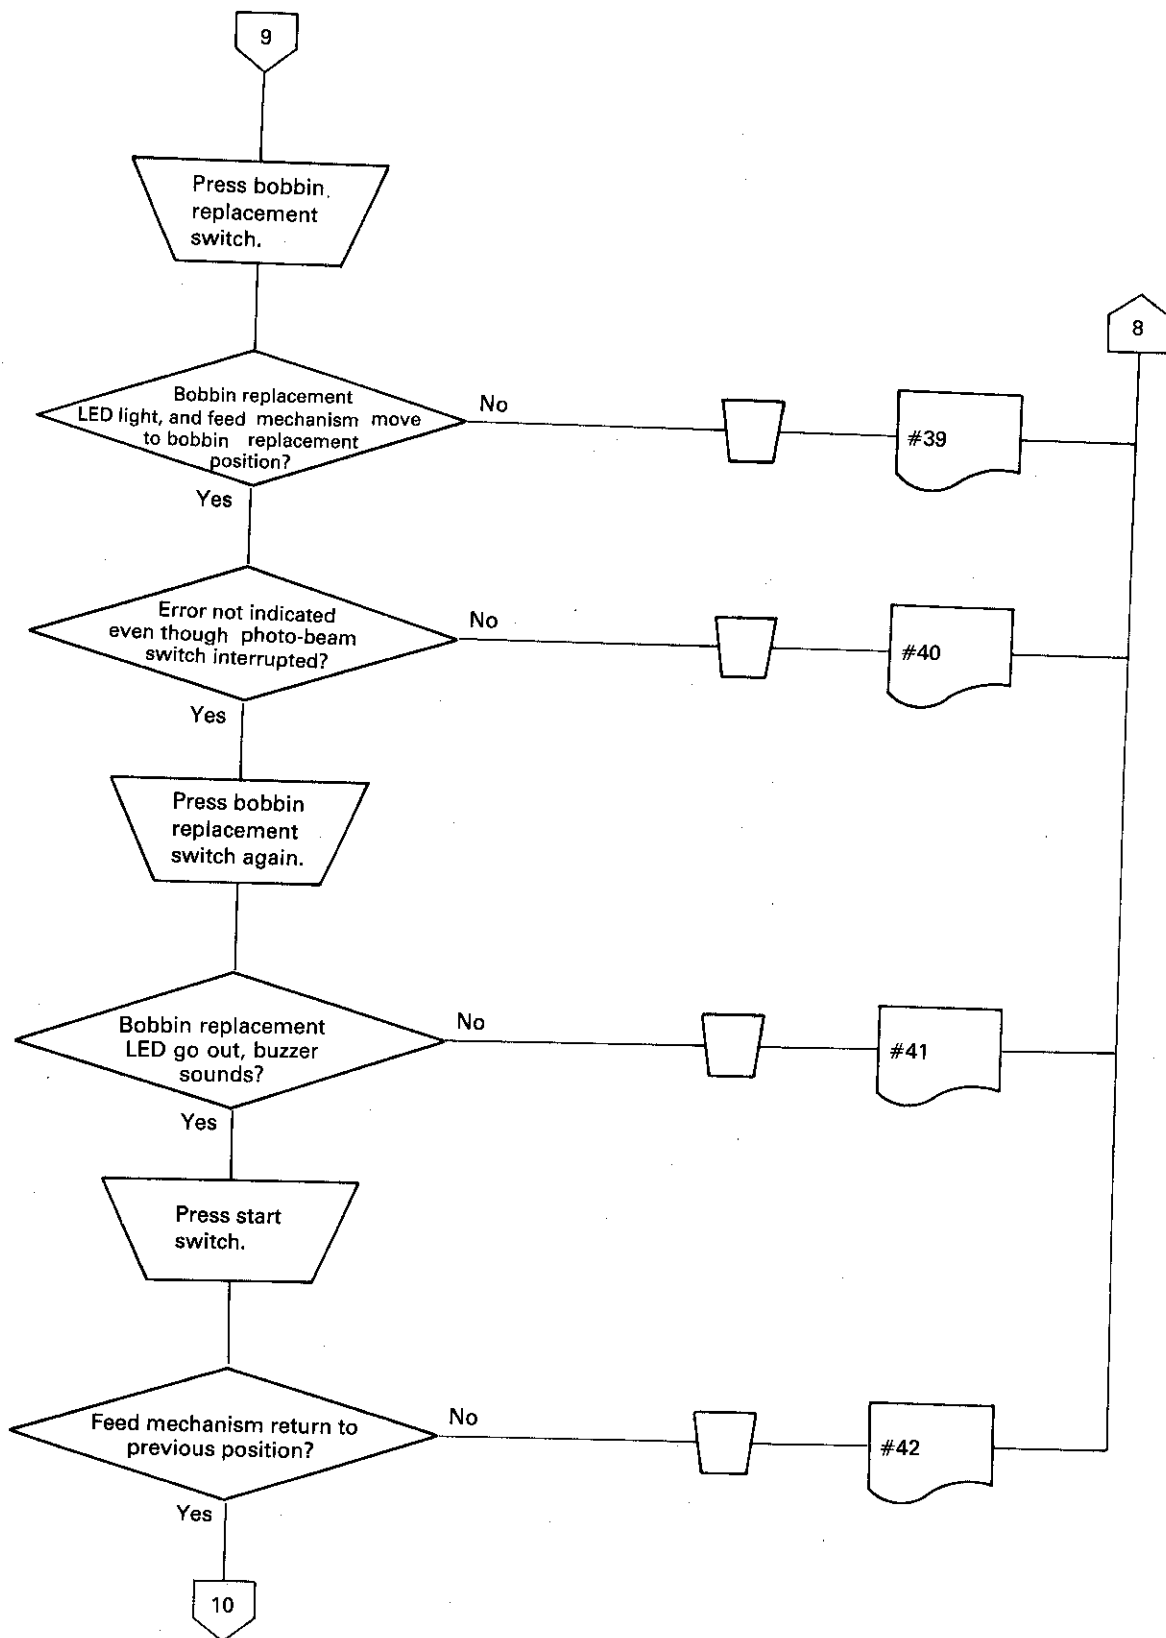 9
Press bobbin
replacement
switch.
8
Bobbin replacement
LED light, and feed mechanism move
to bobbin replacement
position?
No
#39
Yes
Error not indicated
even though photo-beam
switch interrupted?
No
#40
Yes
Press bobbin
replacement
switch again.
Bobbin replacement
LED go out, buzzer
sounds?
No
#41
Yes
Press start
switch.
Feed mechanism return to
previous position?
No
#42
Yes
10